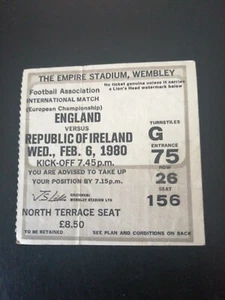 THE EMPIRE STADIUM, WEMBLEY
Football Association
INTERNATIONAL MATCH
(European Championship)
No ticket genuine unless it carries
a Lion's Head watermark below
ENGLAND
VERSUS
REPUBLIC OF IRELAND
WED., FEB. 6, 1980
KICK-OFF 7.45 p.m.
YOU ARE ADVISED TO TAKE UP
YOUR POSITION BY 7.15 p.m.
TURNSTILES
G
ENTRANCE
75
ROW
26
SEAT
156
WEMBLEY STADIUM LTD
NORTH TERRACE SEAT
£8.50
TO BE RETAINED
SEE PLAN AND CONDITIONS ON BACK